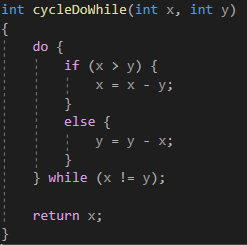 int cycleDoWhile(int x, int y)
{
    do {
        if (x > y) {
            x = x - y;
        }
        else {
            y = y - x;
        }
    } while (x != y);
    return x;
}